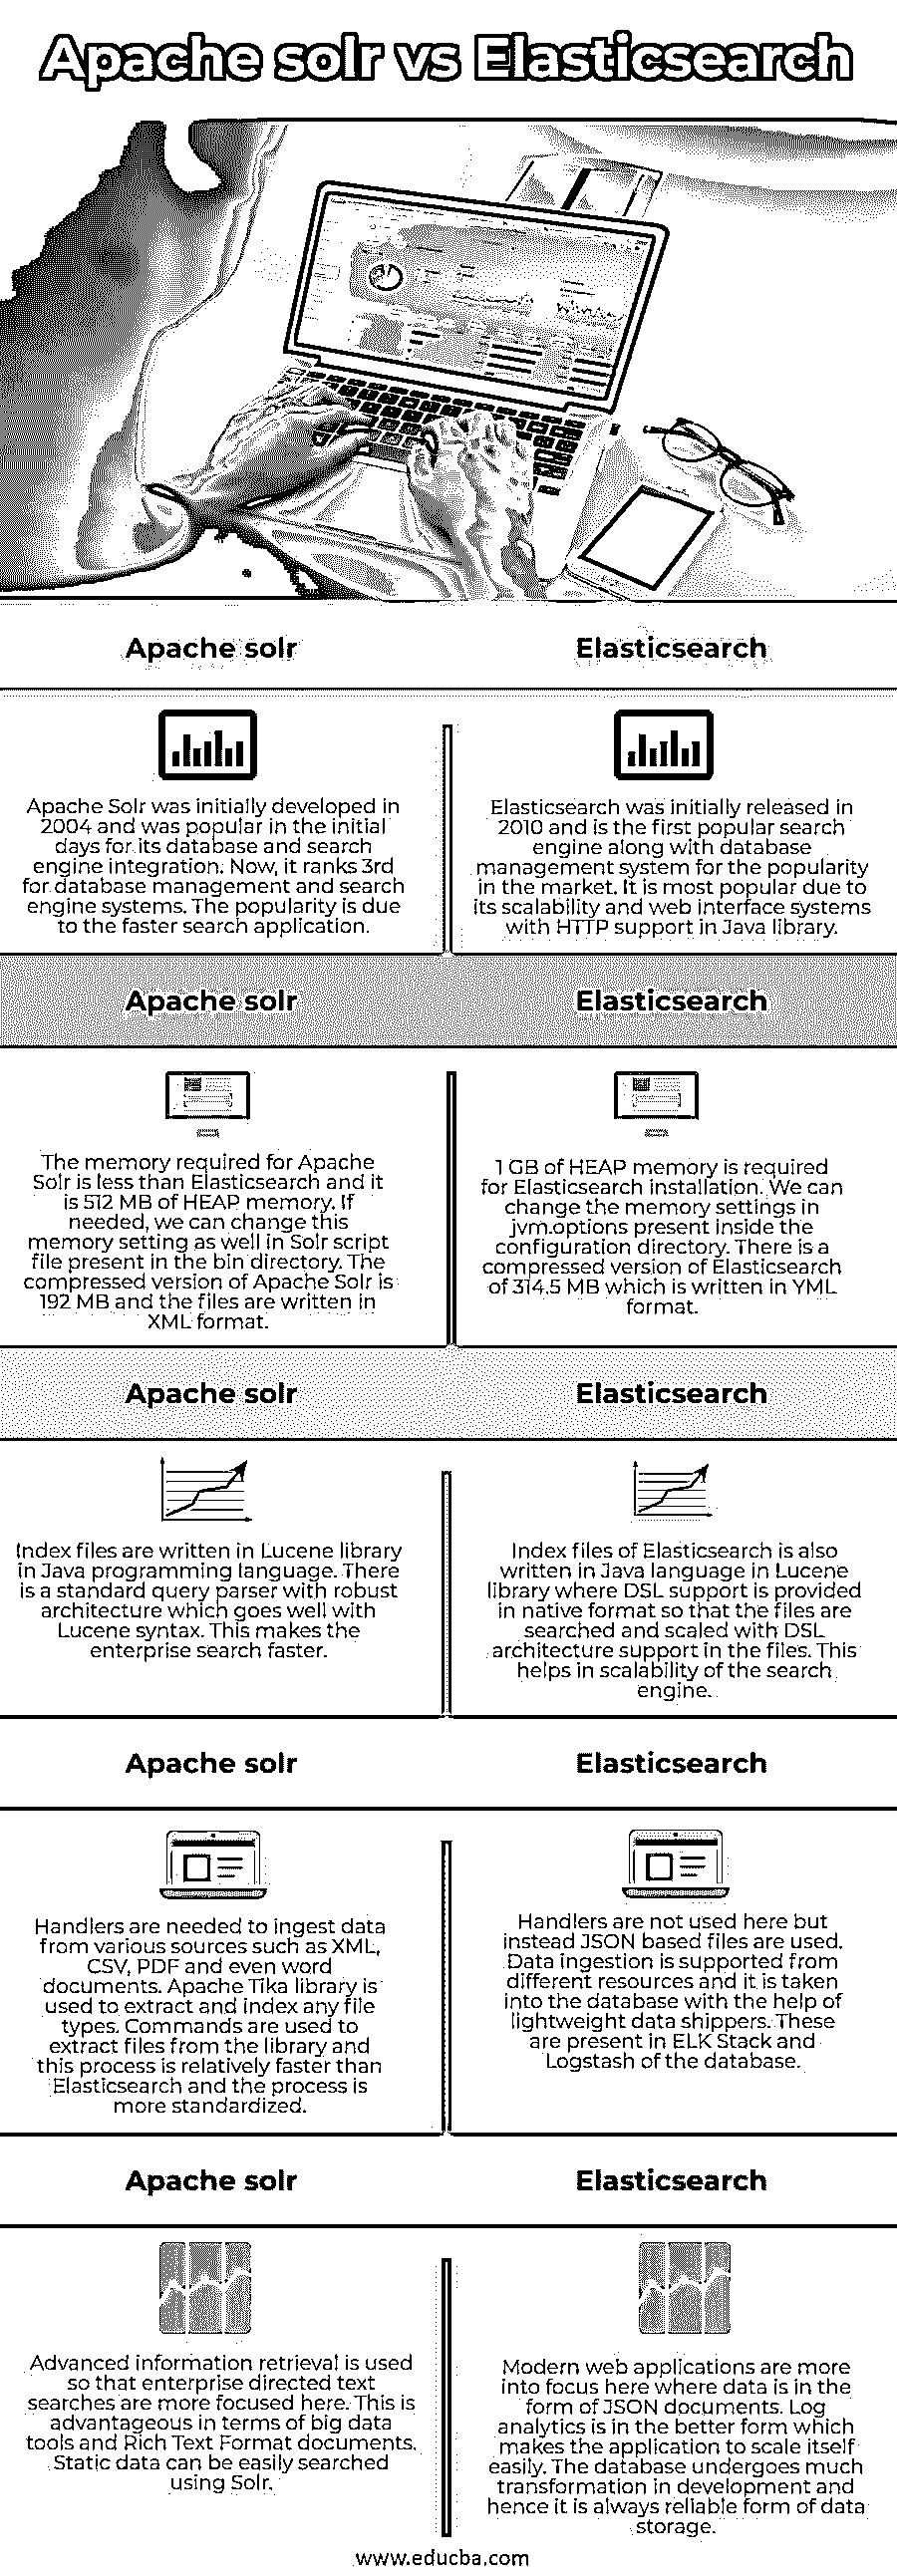 Apache solr vs Elasticsearch
Apache solr
Elasticsearch
Apache Solr was initially developed in
2004 and was popular in the initial
days for its database and search
engine integration. Now, it ranks 3rd
for database management and search
engine systems. The popularity is due
to the faster search application.
Elasticsearch was initially released in
2010 and is the first popular search
engine along with database
management system for the popularity
in the market. It is most popular due to
its scalability and web interface systems
with HTTP support in Java library.
Apache solr
Elasticsearch
The memory required for Apache
Solr is less than Elasticsearch and it
is 512 MB of HEAP memory. If
needed, we can change this
memory setting as well in Solr script
file present in the bin directory. The
compressed version of Apache Solr is
192 MB and the files are written in
XML format.
1 GB of HEAP memory is required
for Elasticsearch installation. We can
change the memory settings in
jvm.options present inside the
configuration directory. There is a
compressed version of Elasticsearch
of 314.5 MB which is written in YML
format.
Apache solr
Elasticsearch
Index files are written in Lucene library
in Java programming language. There
is a standard query parser with robust
architecture which goes well with
Lucene syntax. This makes the
enterprise search faster.
Index files of Elasticsearch is also
written in Java language in Lucene
library where DSL support is provided
in native format so that the files are
searched and scaled with DSL
architecture support in the files. This
helps in scalability of the search
engine.
Apache solr
Elasticsearch
Handlers are needed to ingest data
from various sources such as XML,
CSV, PDF and even word
documents. Apache Tika library is
used to extract and index any file
types. Commands are used to
extract files from the library and
this process is relatively faster than
Elasticsearch and the process is
more standardized.
Handlers are not used here but
instead JSON based files are used.
Data ingestion is supported from
different resources and it is taken
into the database with the help of
lightweight data shippers. These
are present in ELK Stack and
Logstash of the database.
Apache solr
Elasticsearch
Advanced information retrieval is used
so that enterprise directed text
searches are more focused here. This is
advantageous in terms of big data
tools and Rich Text Format documents.
Static data can be easily searched
using Solr.
Modern web applications are more
into focus here where data is in the
form of JSON documents. Log
analytics is in the better form which
makes the application to scale itself
easily. The database undergoes much
transformation in development and
hence it is always reliable form of data
storage.
www.educba.com